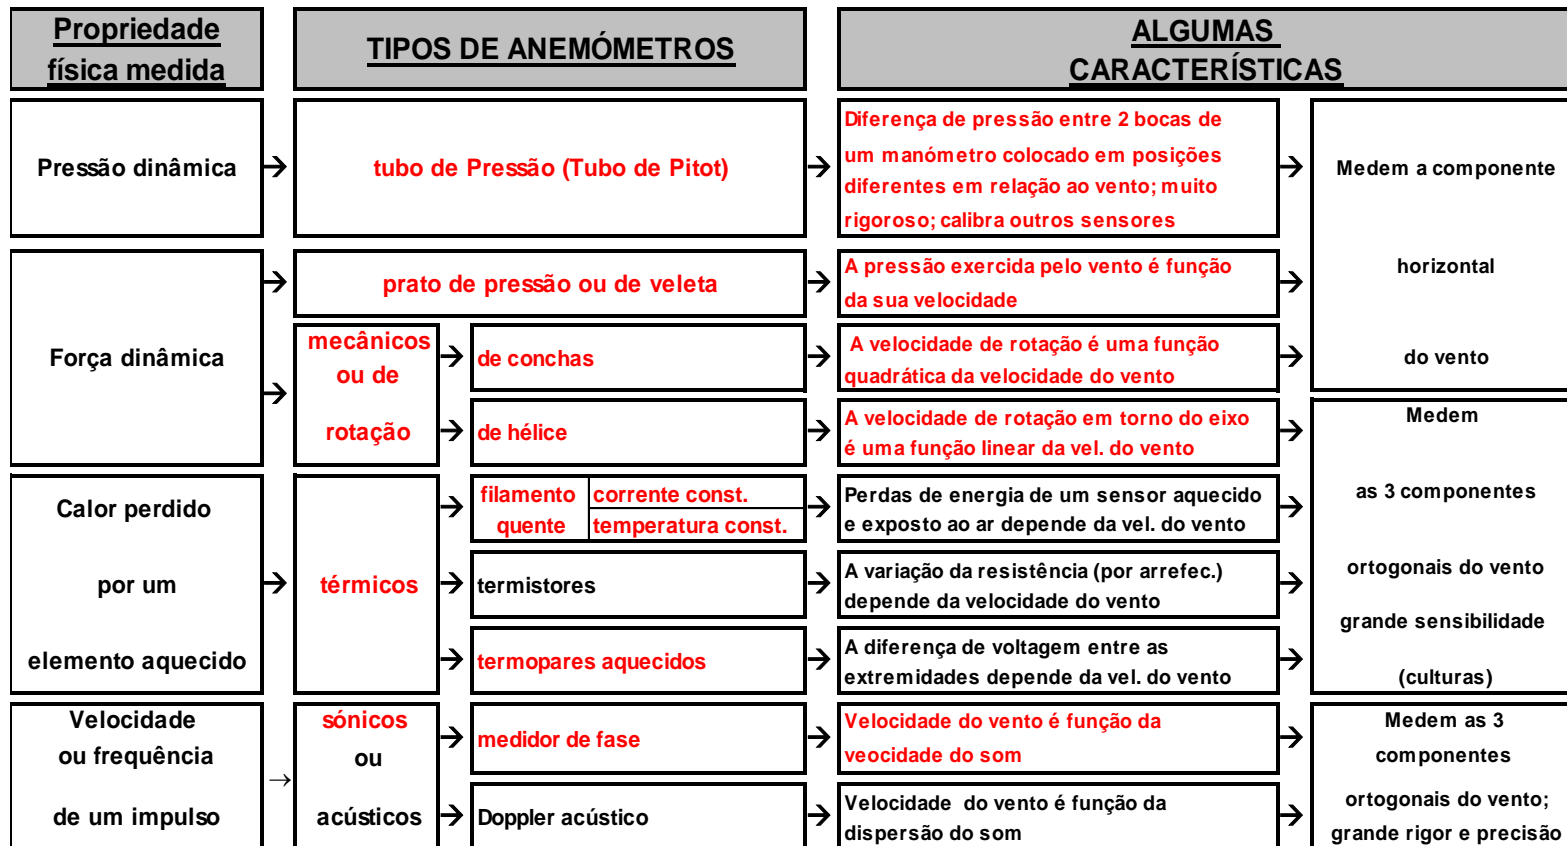 Propriedade
física medida
TIPOS DE ANEMÓMETROS
ALGUMAS
CARACTERÍSTICAS
Pressão dinâmica
→
tubo de Pressão (Tubo de Pitot)
→
Diferença de pressão entre 2 bocas de
um manómetro colocado em posições
diferentes em relação ao vento; muito
rigoroso; calibra outros sensores
→
Medem a componente
horizontal
do vento
Força dinâmica
→
prato de pressão ou de veleta
→
A pressão exercida pelo vento é função
da sua velocidade
→
→
mecânicos
ou de
rotação
→
de conchas
→
A velocidade de rotação é uma função
quadrática da velocidade do vento
→
→
de hélice
→
A velocidade de rotação em torno do eixo
é uma função linear da vel. do vento
→
Medem
as 3 componentes
ortogonais do vento
grande sensibilidade
(culturas)
Calor perdido
por um
elemento aquecido
→
térmicos
→
filamento
quente
corrente const.
temperatura const.
→
Perdas de energia de um sensor aquecido
e exposto ao ar depende da vel. do vento
→
termistores
→
A variação da resistência (por arrefec.)
depende da velocidade do vento
→
→
termopares aquecidos
→
A diferença de voltagem entre as
extremidades depende da vel. do vento
→
Velocidade
ou frequência
de um impulso
→
sónicos
ou
acústicos
→
medidor de fase
→
Velocidade do vento é função da
veocidade do som
→
Medem as 3
componentes
ortogonais do vento;
grande rigor e precisão
→
Doppler acústico
→
Velocidade do vento é função da
dispersão do som
→